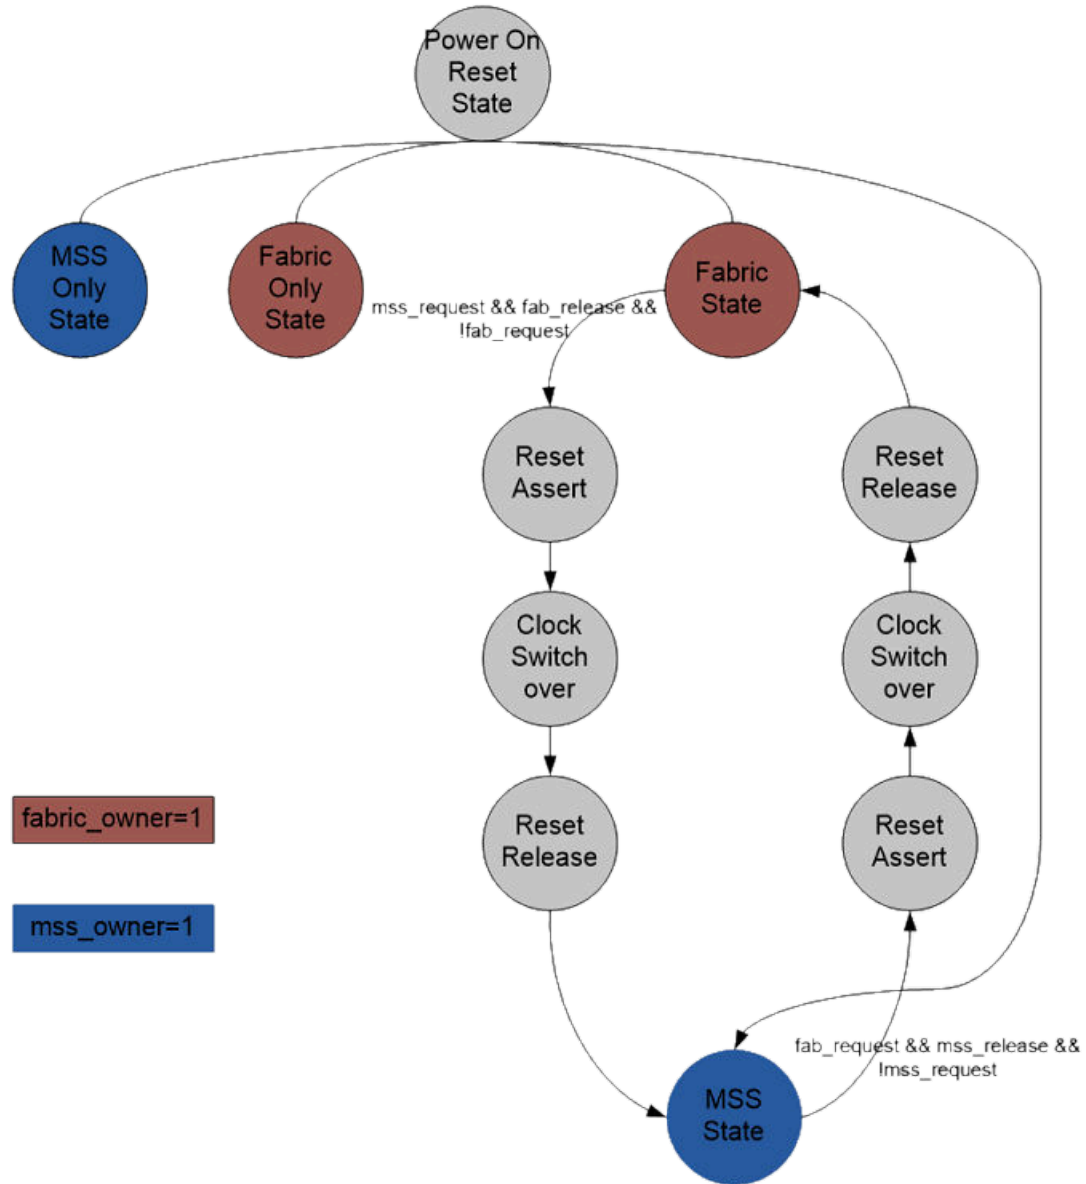 Power On
Reset
State
MSS
Only
State
Fabric
Only
State
Fabric
State
mss_request && fab_release &&
!fab_request
Reset
Assert
Reset
Release
Clock
Switch
over
Clock
Switch
over
Reset
Release
Reset
Assert
fabric_owner=1
mss_owner=1
fab_request && mss_release &&
!mss_request
MSS
State